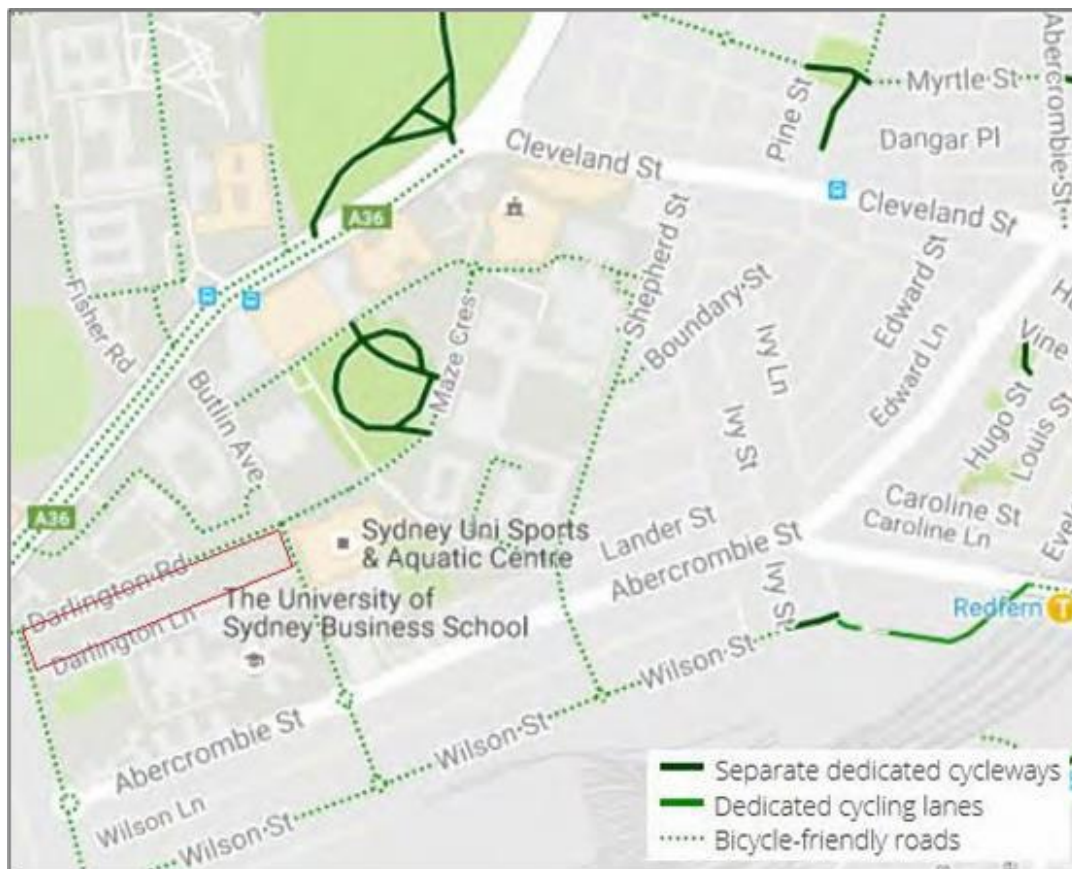 Abercrombie St
Myrtle St
Pine St
Dangar Pl
Cleveland St
Cleveland St
A36
Shepherd St
Edward St
Boundary St
Fisher Rd
Maze Cres
Ivy Ln
Edward Ln
Vine
Butlin Ave
Hugo St
Louis St
Ivy St
Caroline St
Caroline Ln
A36
Sydney Uni Sports
& Aquatic Centre
Lander St
Abercrombie St
Darlington Rd
Darlington Ln
The University of
Sydney Business School
Ivy St
Redfern
T
Wilson St
Abercrombie St
Wilson St
Wilson Ln
Wilson St
Separate dedicated cycleways
Dedicated cycling lanes
Bicycle-friendly roads